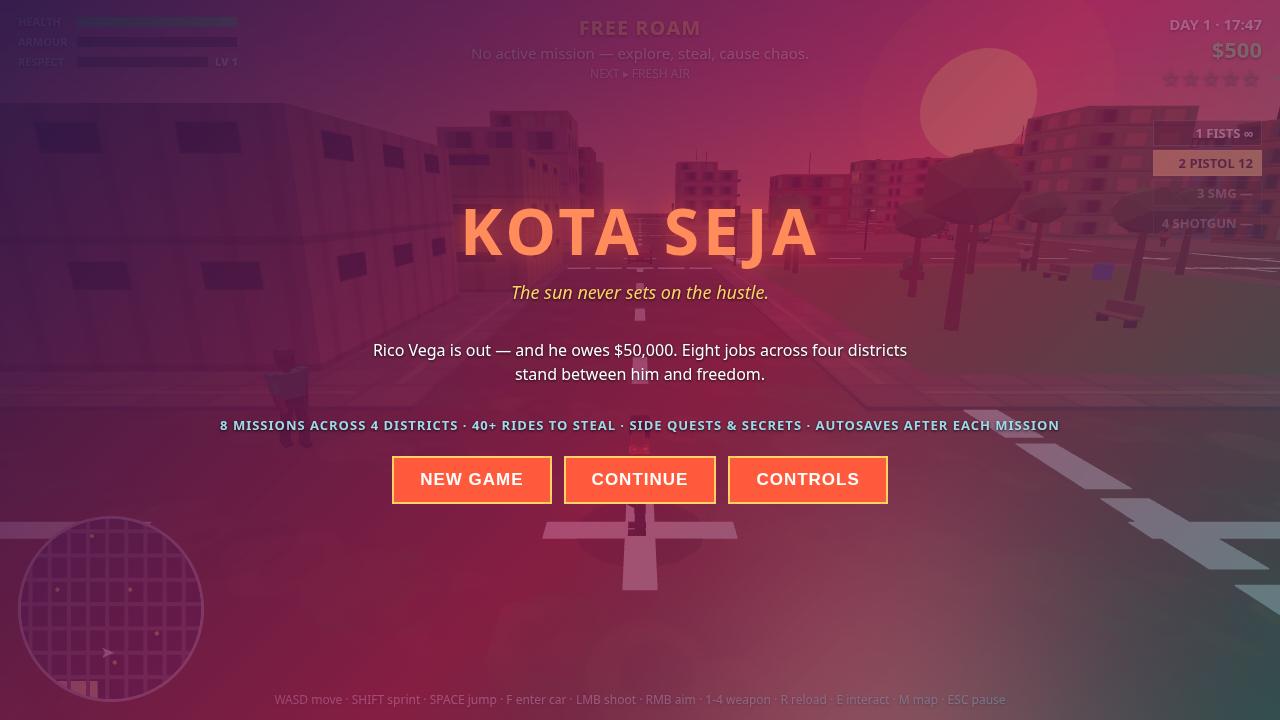 HEALTH
ARMOUR
RESPECT LV 1
FREE ROAM
No active mission — explore, steal, cause chaos.
NEXT ▸ FRESH AIR
DAY 1 · 17:47
$500
★★★★★
1 FISTS ∞
2 PISTOL 12
3 SMG —
4 SHOTGUN —
KOTA SEJA
The sun never sets on the hustle.
Rico Vega is out — and he owes $50,000. Eight jobs across four districts
stand between him and freedom.
8 MISSIONS ACROSS 4 DISTRICTS · 40+ RIDES TO STEAL · SIDE QUESTS & SECRETS · AUTOSAVES AFTER EACH MISSION
NEW GAME CONTINUE CONTROLS
WASD move · SHIFT sprint · SPACE jump · F enter car · LMB shoot · RMB aim · 1-4 weapon · R reload · E interact · M map · ESC pause